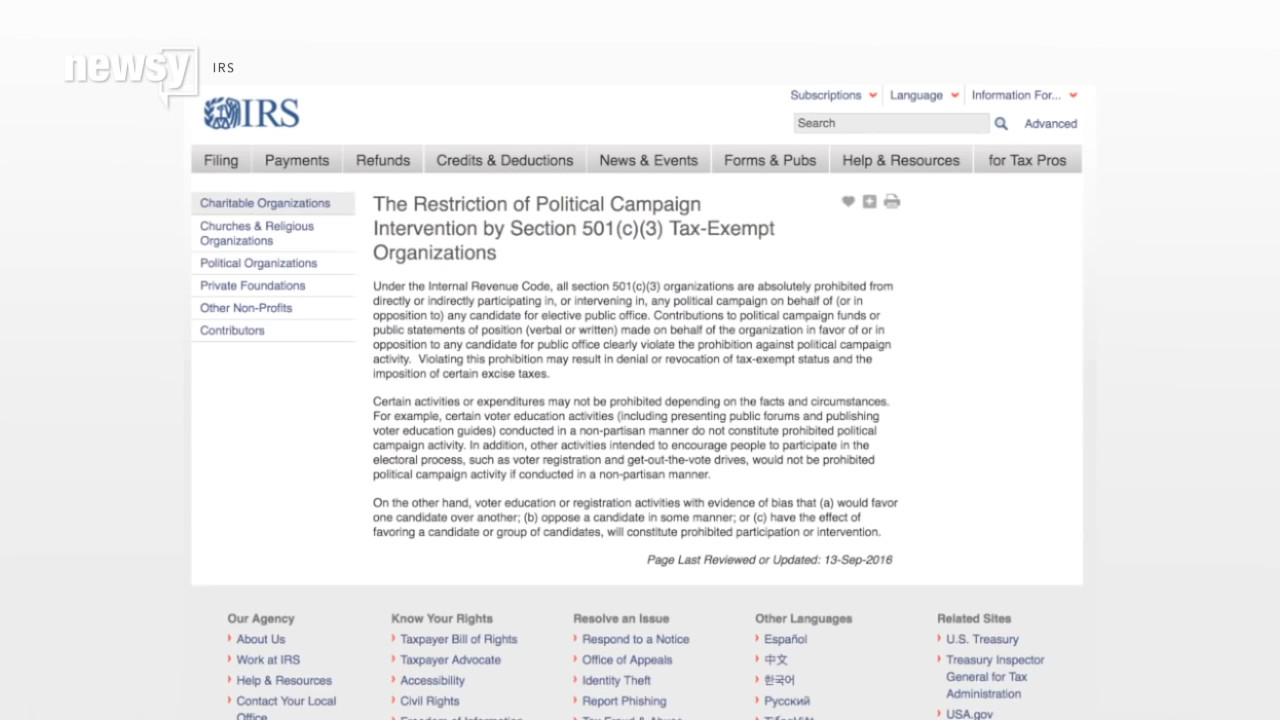 newsy
IRS
IRS
Subscriptions
Language
Information For...
Search
Advanced
Filing
Payments
Refunds
Credits & Deductions
News & Events
Forms & Pubs
Help & Resources
for Tax Pros
Charitable Organizations
Churches & Religious
Organizations
Political Organizations
Private Foundations
Other Non-Profits
Contributors
The Restriction of Political Campaign
Intervention by Section 501(c)(3) Tax-Exempt
Organizations
Under the Internal Revenue Code, all section 501(c)(3) organizations are absolutely prohibited from
directly or indirectly participating in, or intervening in, any political campaign on behalf of (or in
opposition to) any candidate for elective public office. Contributions to political campaign funds or
public statements of position (verbal or written) made on behalf of the organization in favor of or in
opposition to any candidate for public office clearly violate the prohibition against political campaign
activity.  Violating this prohibition may result in denial or revocation of tax-exempt status and the
imposition of certain excise taxes.
Certain activities or expenditures may not be prohibited depending on the facts and circumstances.
For example, certain voter education activities (including presenting public forums and publishing
voter education guides) conducted in a non-partisan manner do not constitute prohibited political
campaign activity. In addition, other activities intended to encourage people to participate in the
electoral process, such as voter registration and get-out-the-vote drives, would not be prohibited
political campaign activity if conducted in a non-partisan manner.
On the other hand, voter education or registration activities with evidence of bias that (a) would favor
one candidate over another; (b) oppose a candidate in some manner; or (c) have the effect of
favoring a candidate or group of candidates, will constitute prohibited participation or intervention.
Page Last Reviewed or Updated: 13-Sep-2016
Our Agency
About Us
Work at IRS
Help & Resources
Contact Your Local
Office
Know Your Rights
Taxpayer Bill of Rights
Taxpayer Advocate
Accessibility
Civil Rights
Freedom of Information
Resolve an Issue
Respond to a Notice
Office of Appeals
Identity Theft
Report Phishing
Tax Fraud & Abuse
Other Languages
Español
中文
한국어
Русский
Related Sites
U.S. Treasury
Treasury Inspector
General for Tax
Administration
USA.gov